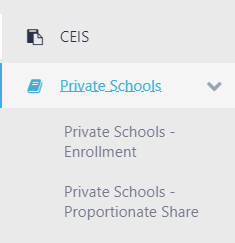 CEIS
Private Schools
Private Schools -
Enrollment
Private Schools -
Proportionate Share